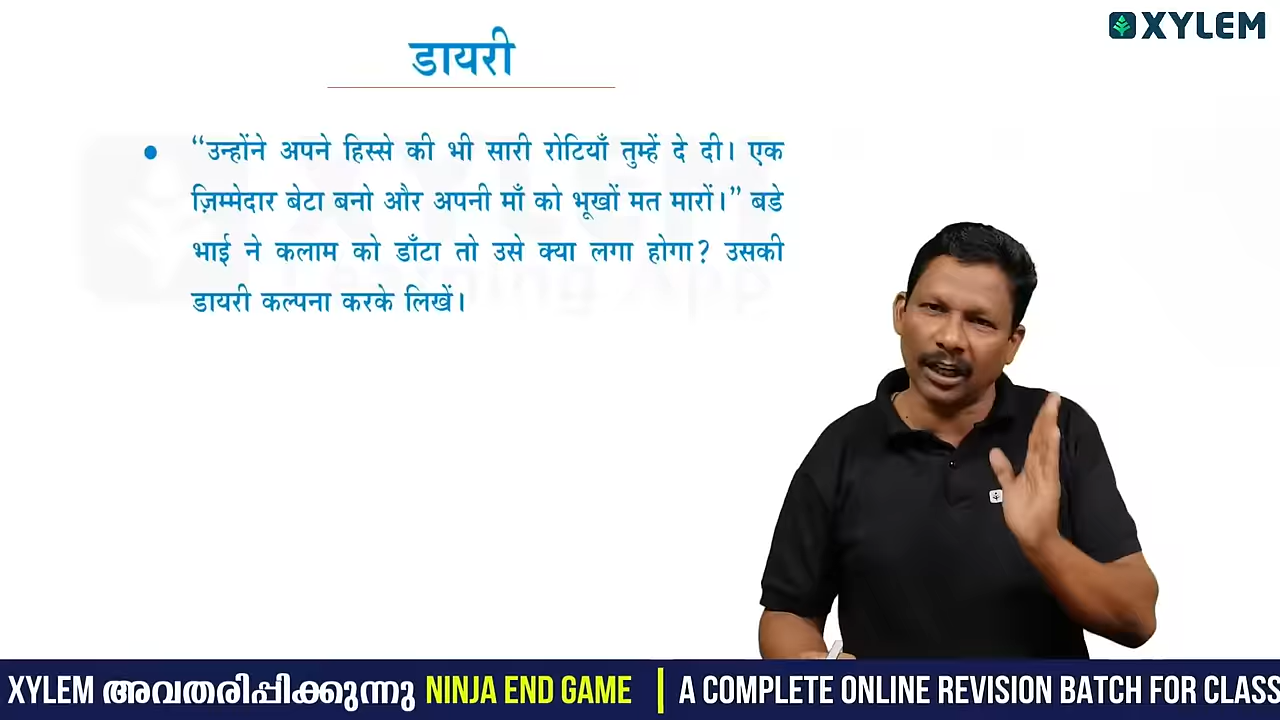 XYLEM
डायरी
“उन्होंने अपने हिस्से की भी सारी रोटियाँ तुम्हें दे दी। एक
ज़िम्मेदार बेटा बनो और अपनी माँ को भूखों मत मारों।” बडे
भाई ने कलाम को डाँटा तो उसे क्या लगा होगा? उसकी
डायरी कल्पना करके लिखें।
XYLEM അവതരിപ്പിക്കുന്നു NINJA END GAME | A COMPLETE ONLINE REVISION BATCH FOR CLASS